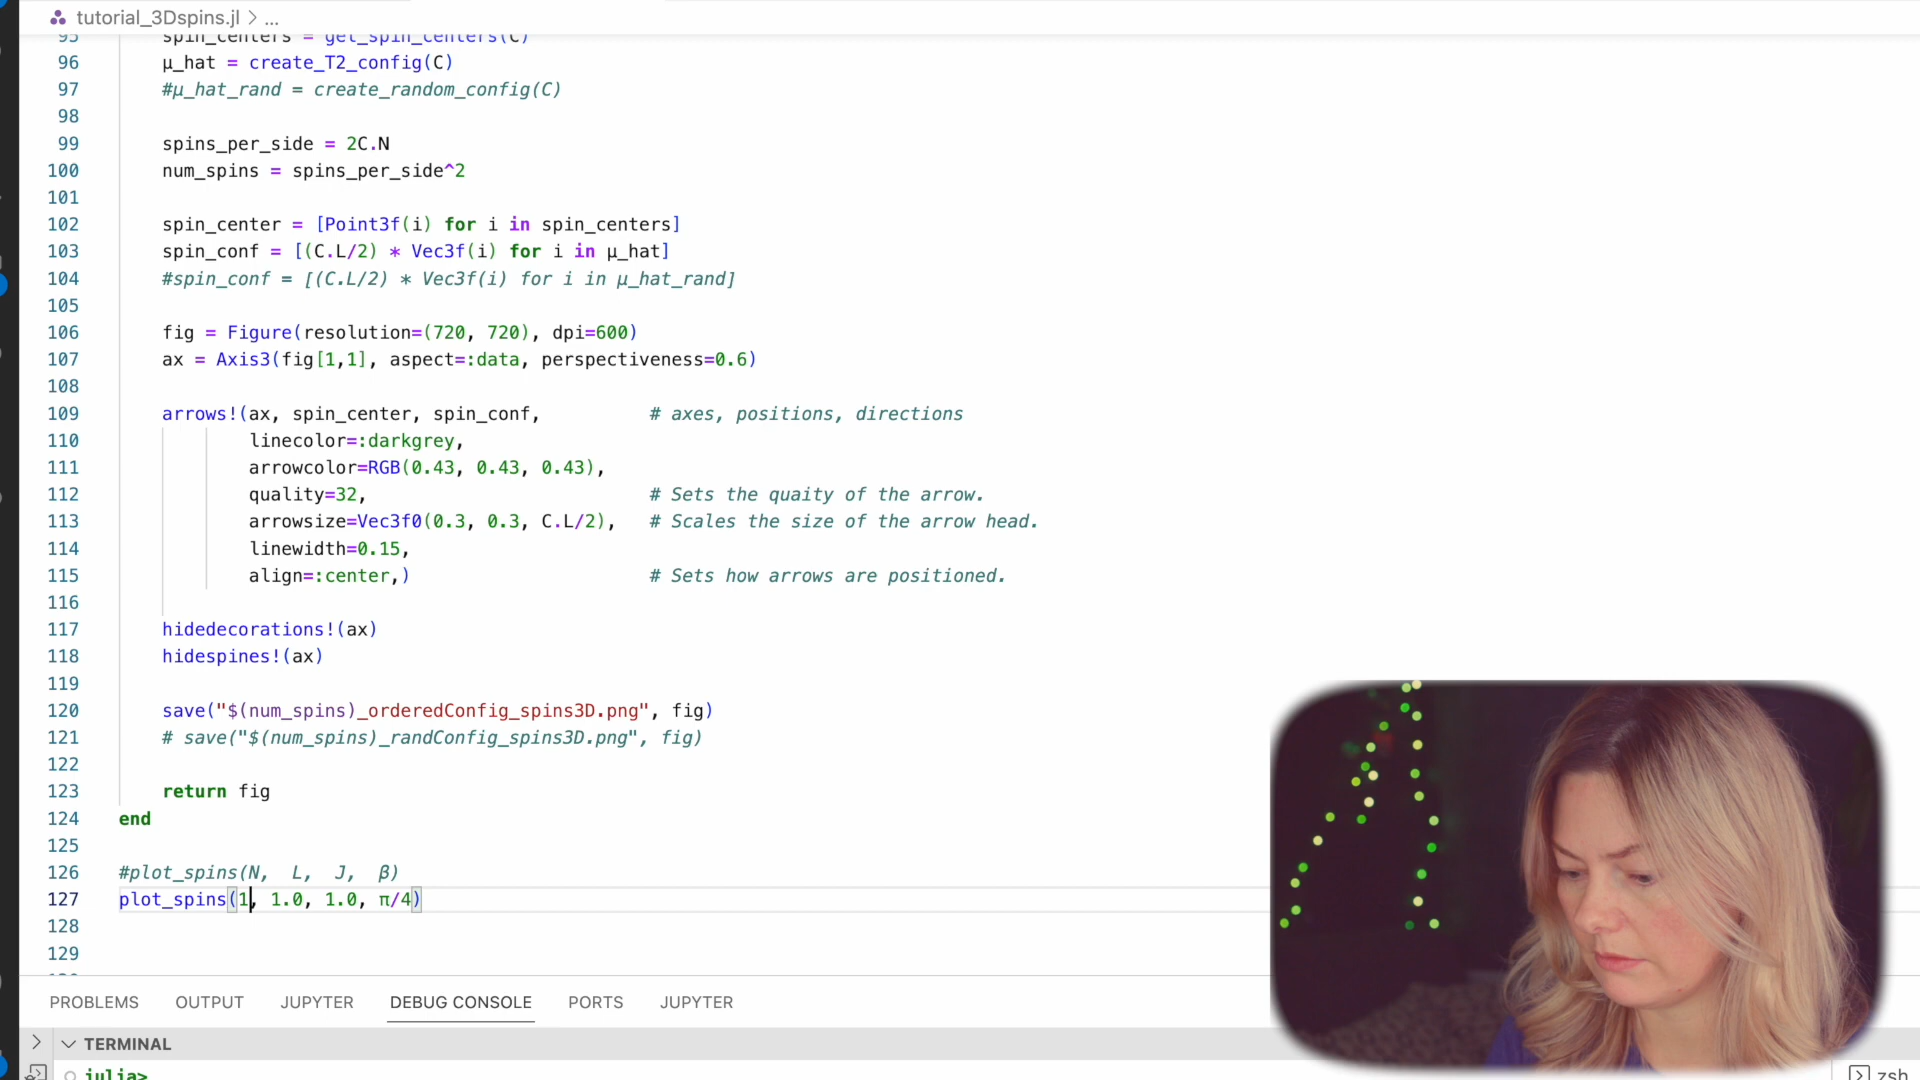 tutorial_3Dspins.jl > ...
95 spin_centers = get_spin_centers(C)
96 μ_hat = create_T2_config(C)
97 #μ_hat_rand = create_random_config(C)
98
99 spins_per_side = 2C.N
100 num_spins = spins_per_side^2
101
102 spin_center = [Point3f(i) for i in spin_centers]
103 spin_conf = [(C.L/2) * Vec3f(i) for i in μ_hat]
104 #spin_conf = [(C.L/2) * Vec3f(i) for i in μ_hat_rand]
105
106 fig = Figure(resolution=(720, 720), dpi=600)
107 ax = Axis3(fig[1,1], aspect=:data, perspectiveness=0.6)
108
109 arrows!(ax, spin_center, spin_conf, # axes, positions, directions
110 linecolor=:darkgrey,
111 arrowcolor=RGB(0.43, 0.43, 0.43),
112 quality=32, # Sets the quaity of the arrow.
113 arrowsize=Vec3f0(0.3, 0.3, C.L/2), # Scales the size of the arrow head.
114 linewidth=0.15,
115 align=:center,) # Sets how arrows are positioned.
116
117 hidedecorations!(ax)
118 hidespines!(ax)
119
120 save("$(num_spins)_orderedConfig_spins3D.png", fig)
121 # save("$(num_spins)_randConfig_spins3D.png", fig)
122
123 return fig
124 end
125
126 #plot_spins(N, L, J, β)
127 plot_spins(1, 1.0, 1.0, π/4)
128
129
PROBLEMS OUTPUT JUPYTER DEBUG CONSOLE PORTS JUPYTER
TERMINAL
julia> zsh